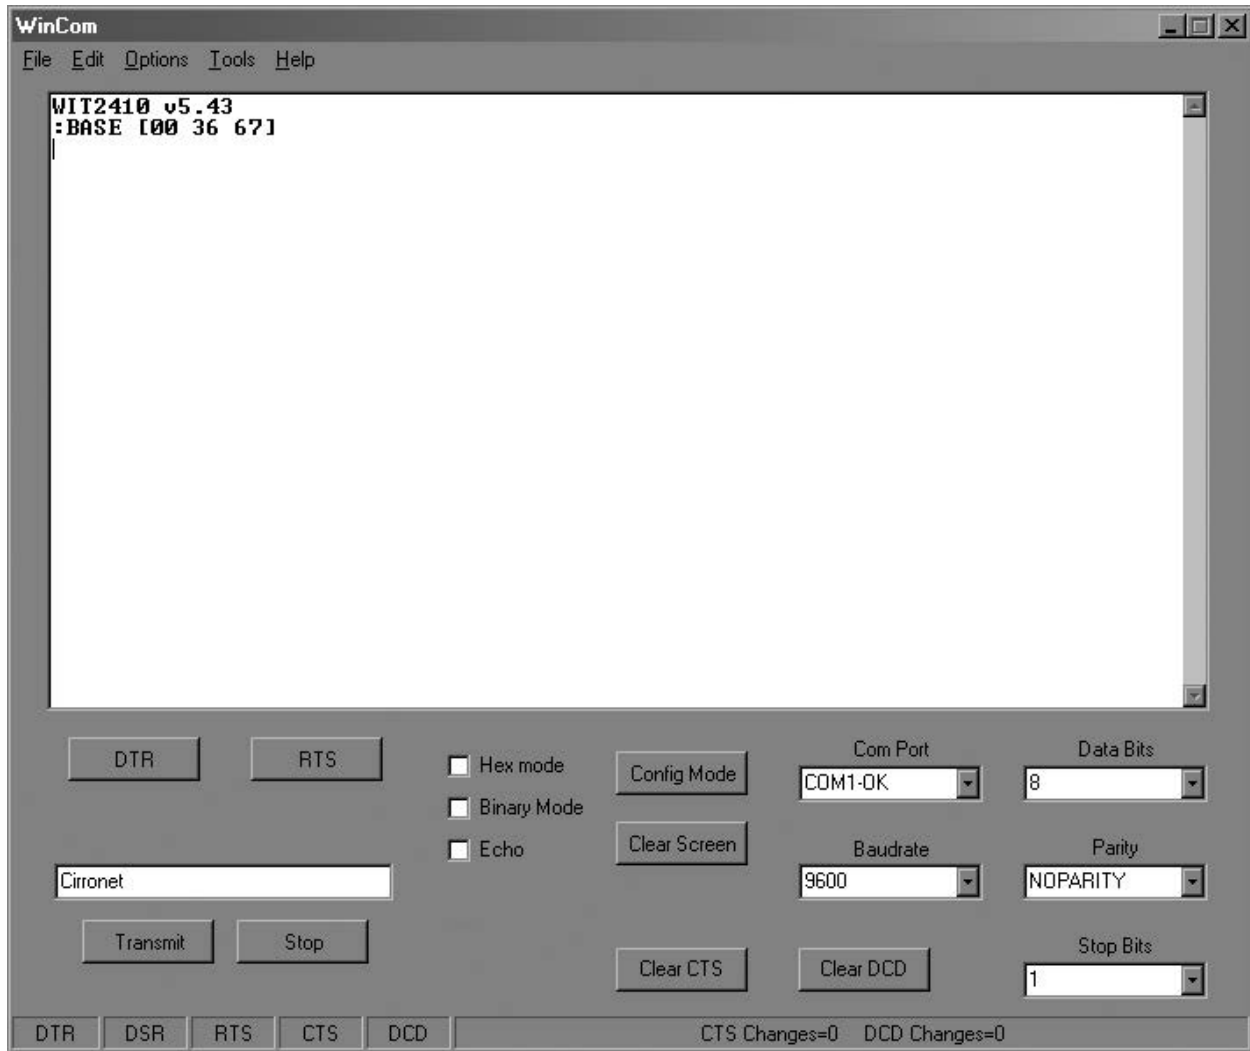 WinCom
File Edit Options Tools Help
WIT2410 v5.43
:BASE [00 36 67]
DTR RTS
Hex mode
Binary Mode
Echo
Config Mode
Clear Screen
Com Port
COM1-OK
Data Bits
8
Baudrate
9600
Parity
NOPARITY
Cirronet
Transmit Stop
Clear CTS Clear DCD
Stop Bits
1
DTR DSR RTS CTS DCD CTS Changes=0 DCD Changes=0